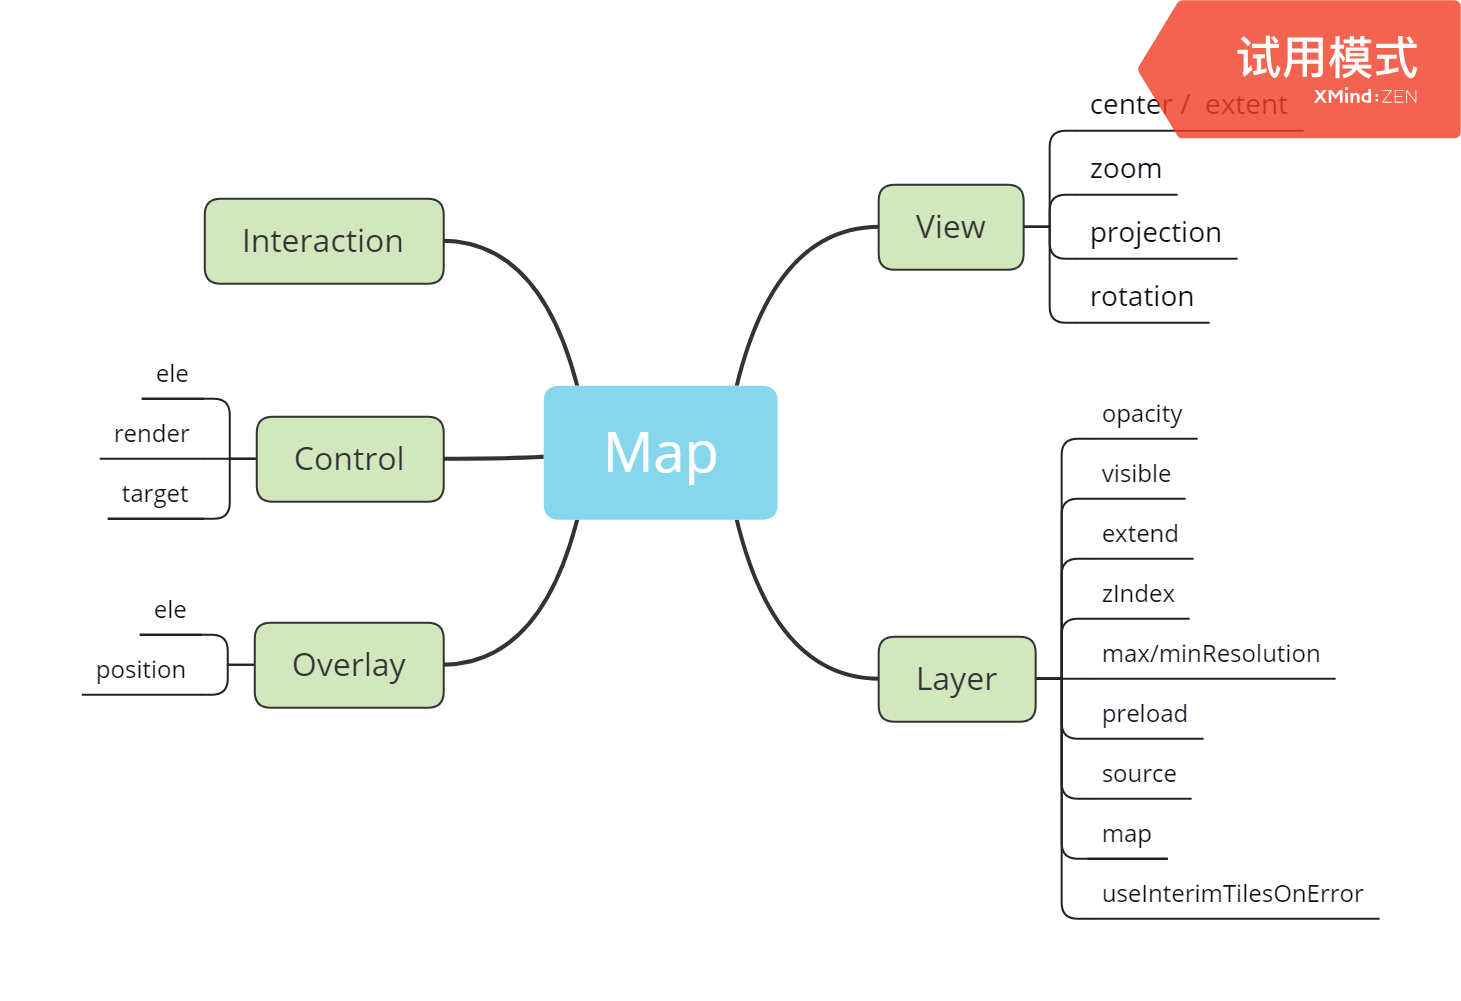 试用模式
XMind:ZEN
center / extent
zoom
projection
rotation
View
Interaction
ele
render
target
Control
Map
ele
position
Overlay
Layer
opacity
visible
extend
zIndex
max/minResolution
preload
source
map
useInterimTilesOnError